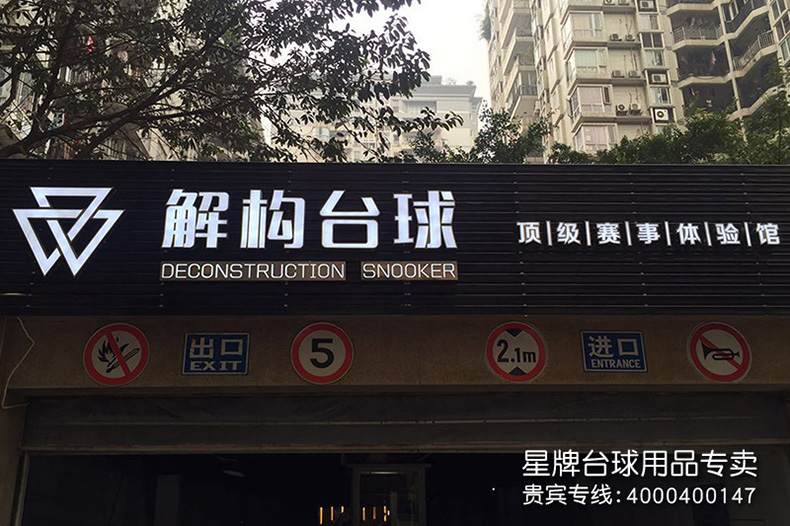 解构台球
DECONSTRUCTION SNOOKER
顶|级|赛|事|体|验|馆
出口
EXIT
5
2.1m
进口
ENTRANCE
星牌台球用品专卖
贵宾专线:4000400147